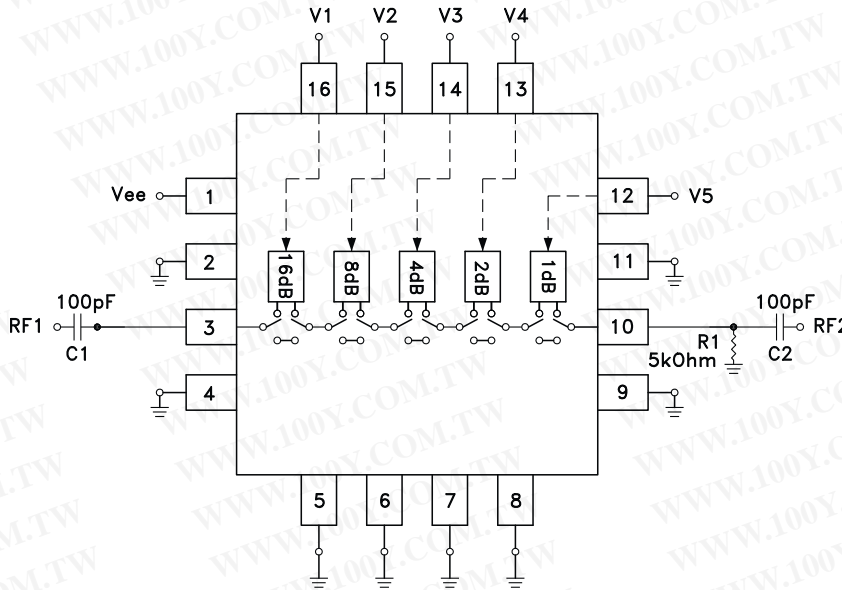 V1 V2 V3 V4
16 15 14 13
Vee 1 12 V5
2 11
16dB 8dB 4dB 2dB 1dB
100pF 100pF
RF1 3 10 RF2
C1 R1 C2
5kOhm
4 9
5 6 7 8
WWW.100Y.COM.TW